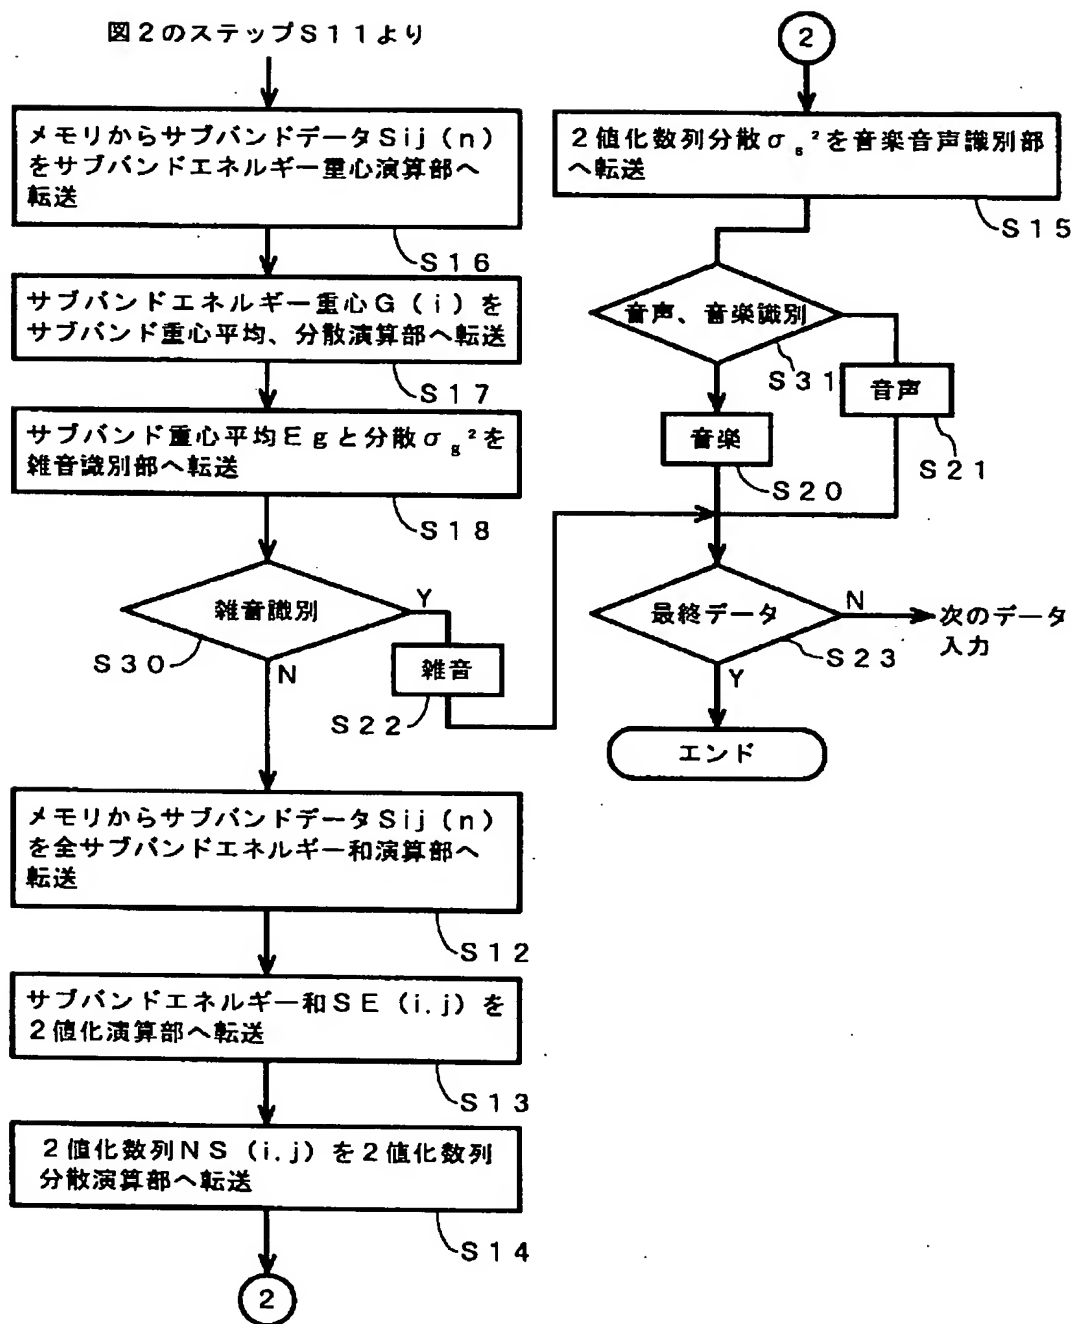 図2のステップS11より
メモリからサブバンドデータSij(n)
をサブバンドエネルギー重心演算部へ
転送
S16
サブバンドエネルギー重心G(i)を
サブバンド重心平均、分散演算部へ転送
S17
サブバンド重心平均Egと分散σg²を
雑音識別部へ転送
S18
雑音識別
Y
S30
N
雑音
S22
メモリからサブバンドデータSij(n)
を全サブバンドエネルギー和演算部へ
転送
S12
サブバンドエネルギー和SE(i.j)を
2値化演算部へ転送
S13
2値化数列NS(i.j)を2値化数列
分散演算部へ転送
S14
2
2
2値化数列分散σs²を音楽音声識別部
へ転送
S15
音声、音楽識別
S31
音声
S21
音楽
S20
最終データ
N
次のデータ
入力
S23
Y
エンド